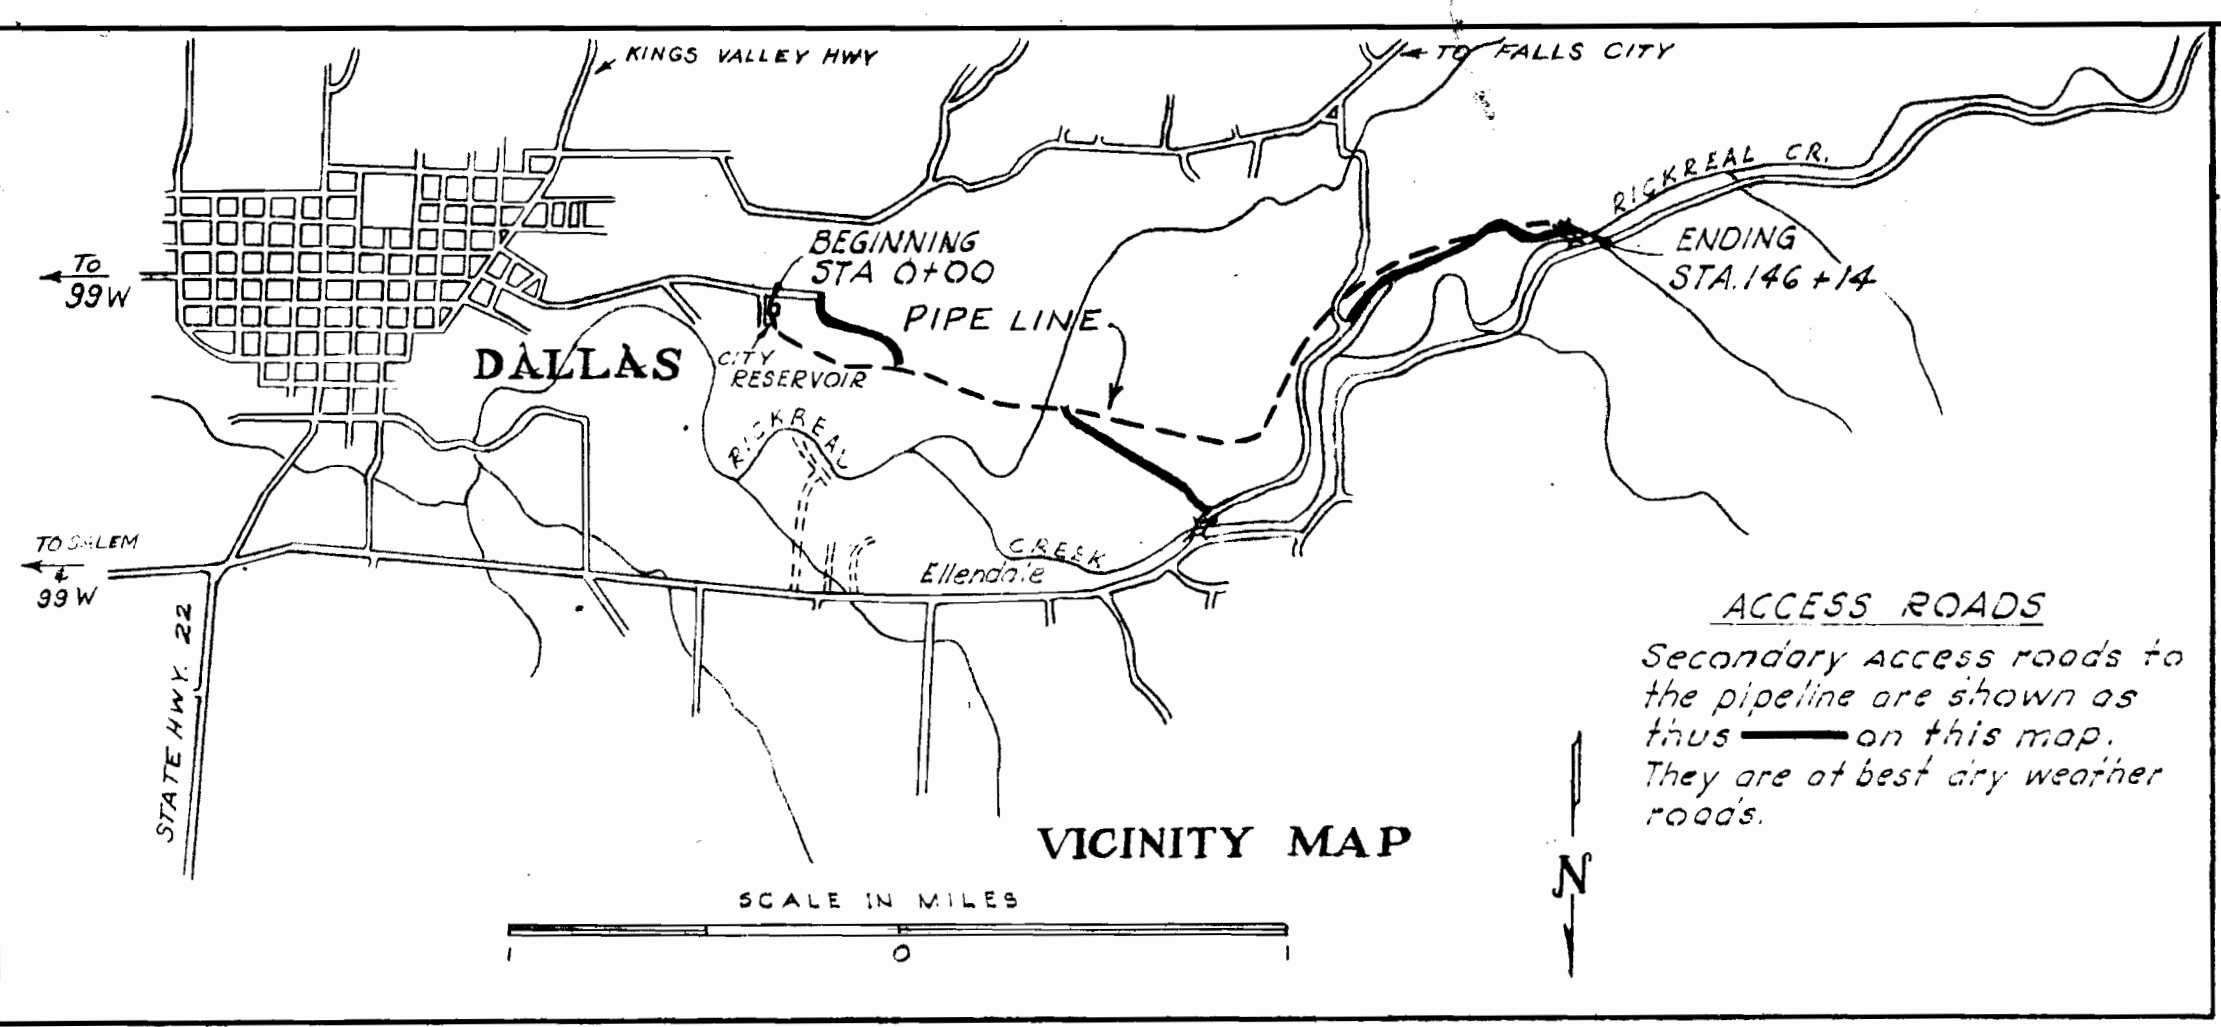 KINGS VALLEY HWY
TO FALLS CITY
RICKREAL CR.
BEGINNING
STA 0+00
ENDING
STA. 146 + 14
To
99 W
PIPE LINE
DALLAS
CITY
RESERVOIR
RICKREAL
CREEK
Ellendale
TO SALEM
&
99 W
STATE HWY. 22
ACCESS ROADS
Secondary Access roads to
the pipeline are shown as
thus on this map.
They are at best dry weather
roads.
VICINITY MAP
N
SCALE IN MILES
1 0 1